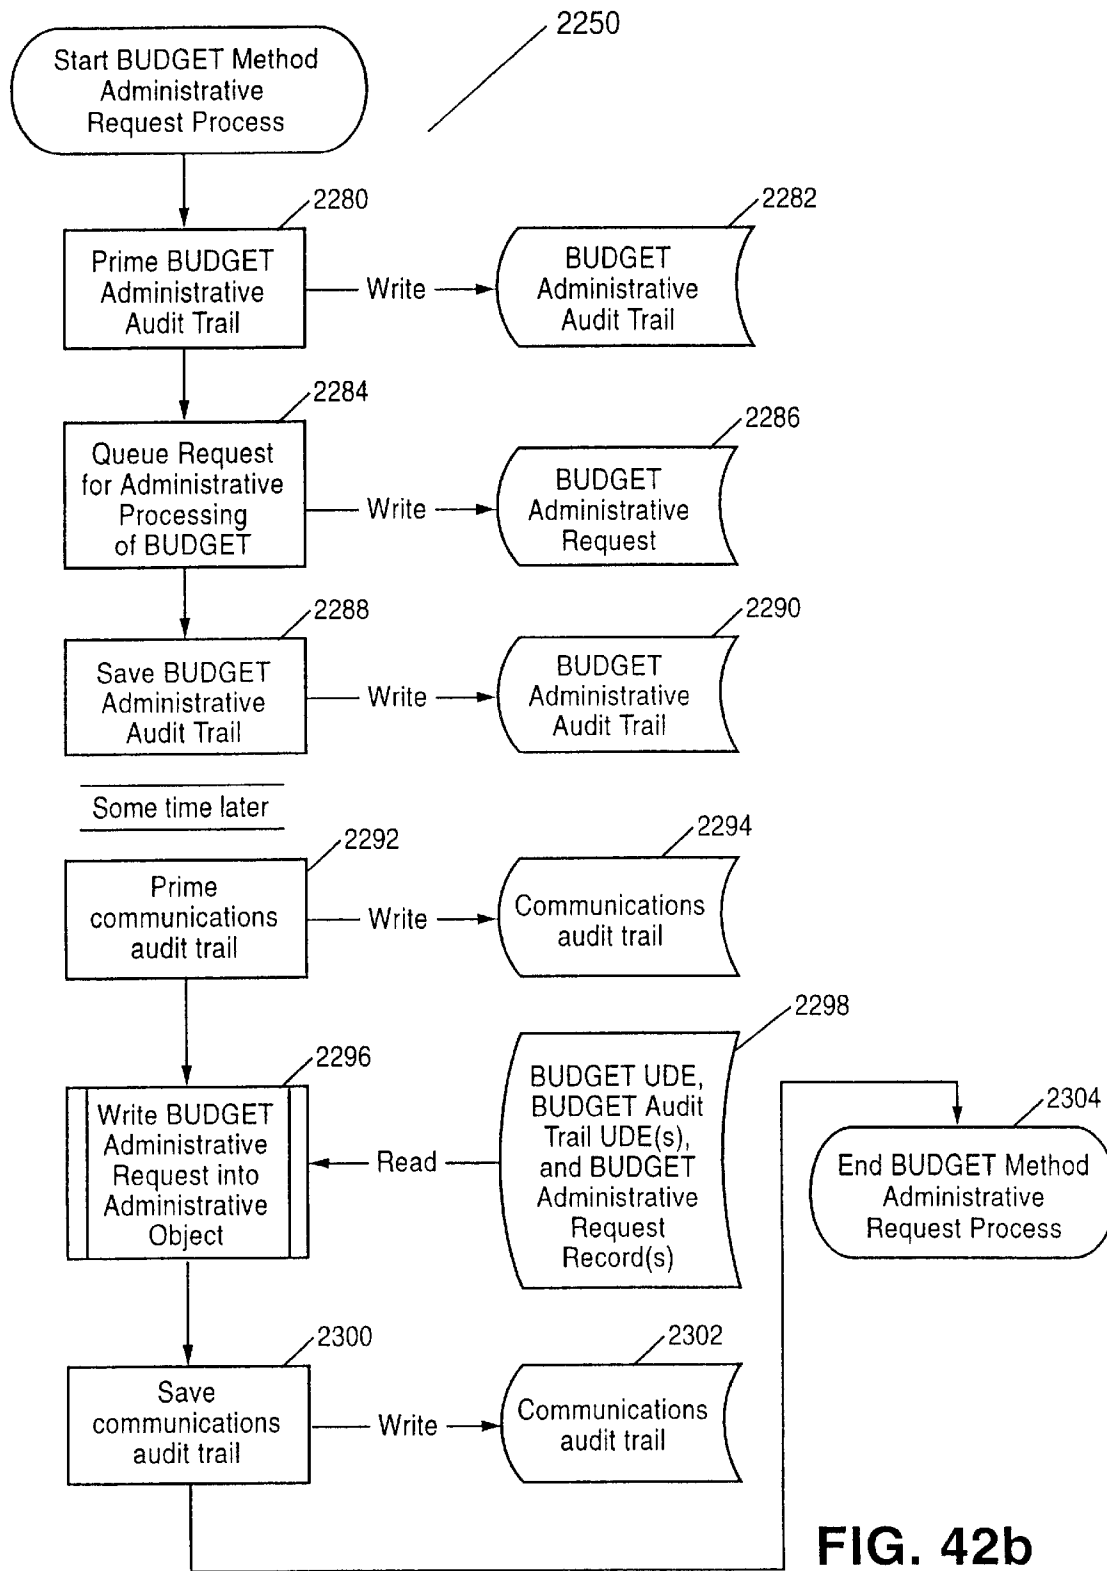 2250
Start BUDGET Method
Administrative
Request Process
2280
Prime BUDGET
Administrative
Audit Trail
Write
2282
BUDGET
Administrative
Audit Trail
2284
Queue Request
for Administrative
Processing
of BUDGET
Write
2286
BUDGET
Administrative
Request
2288
Save BUDGET
Administrative
Audit Trail
Write
2290
BUDGET
Administrative
Audit Trail
Some time later
2292
Prime
communications
audit trail
Write
2294
Communications
audit trail
2296
Write BUDGET
Administrative
Request into
Administrative
Object
Read
2298
BUDGET UDE,
BUDGET Audit
Trail UDE(s),
and BUDGET
Administrative
Request
Record(s)
2300
Save
communications
audit trail
Write
2302
Communications
audit trail
2304
End BUDGET Method
Administrative
Request Process
FIG. 42b